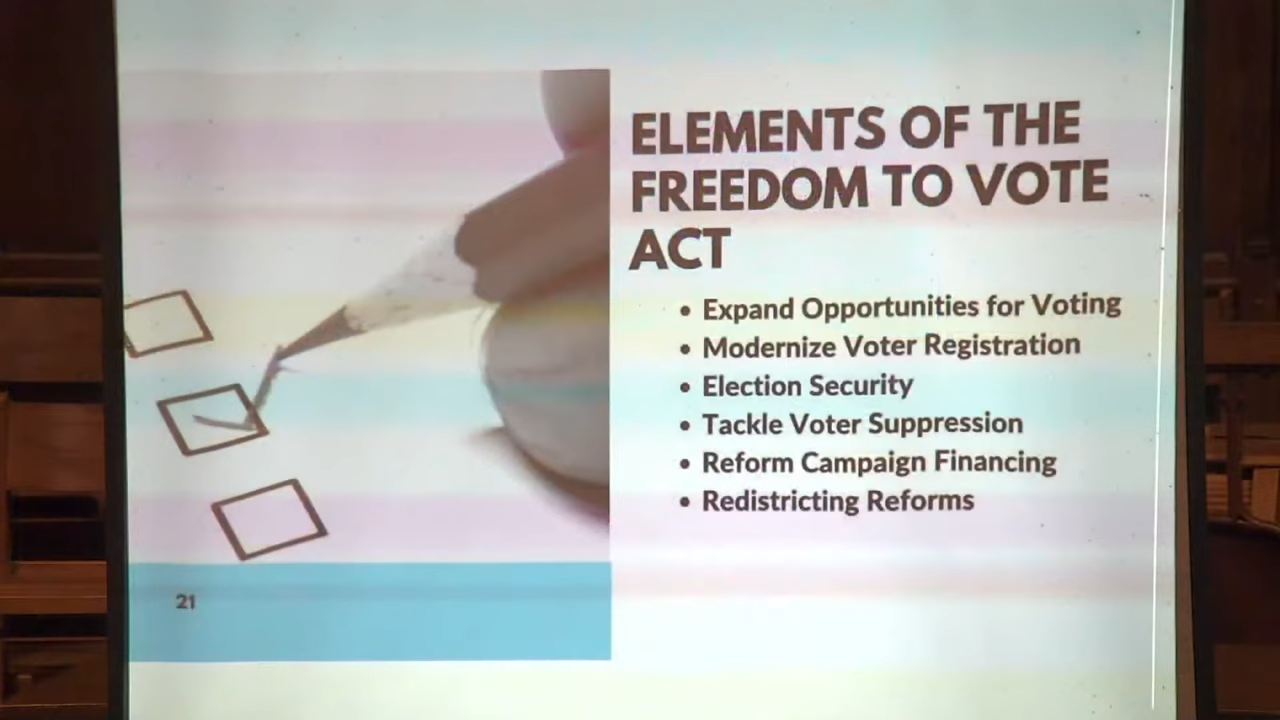 ELEMENTS OF THE
FREEDOM TO VOTE
ACT
• Expand Opportunities for Voting
• Modernize Voter Registration
• Election Security
• Tackle Voter Suppression
• Reform Campaign Financing
• Redistricting Reforms
21